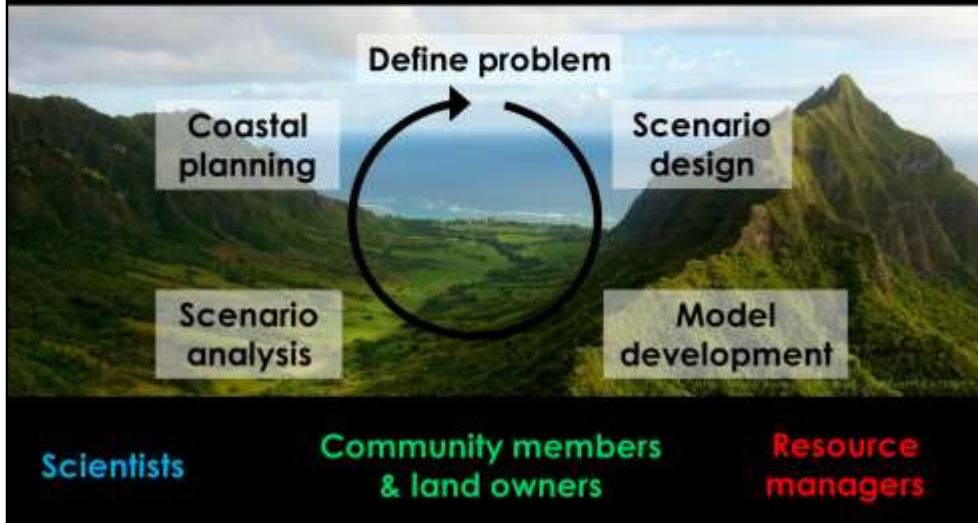 Define problem
Coastal
planning
Scenario
design
Scenario
analysis
Model
development
Scientists
Community members
& land owners
Resource
managers